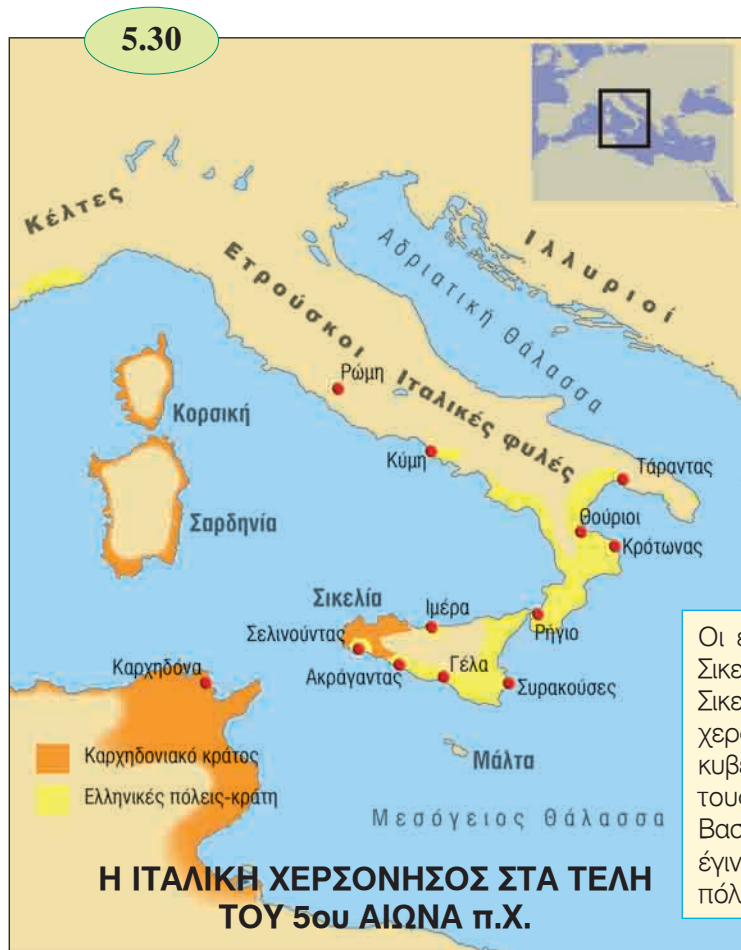 5.30
Κέλτες
Ετρούσκοι
Ιταλικές φυλές
Αδριατική Θάλασσα
Ιλλυριοί
Ρώμη
Κορσική
Κύμη
Τάραντας
Θούριοι
Κρότωνας
Σαρδηνία
Σικελία
Ιμέρα
Ρήγιο
Σελινούντας
Καρχηδόνα
Ακράγαντας
Γέλα
Συρακούσες
Μάλτα
Καρχηδονιακό κράτος
Ελληνικές πόλεις-κράτη
Μεσόγειος Θάλασσα
Η ΙΤΑΛΙΚΗ ΧΕΡΣΟΝΗΣΟΣ ΣΤΑ ΤΕΛΗ
ΤΟΥ 5ου ΑΙΩΝΑ π.Χ.
Οι
Σικε
Σικε
χερσ
κυβε
τους
Βασ
έγιν
πόλ